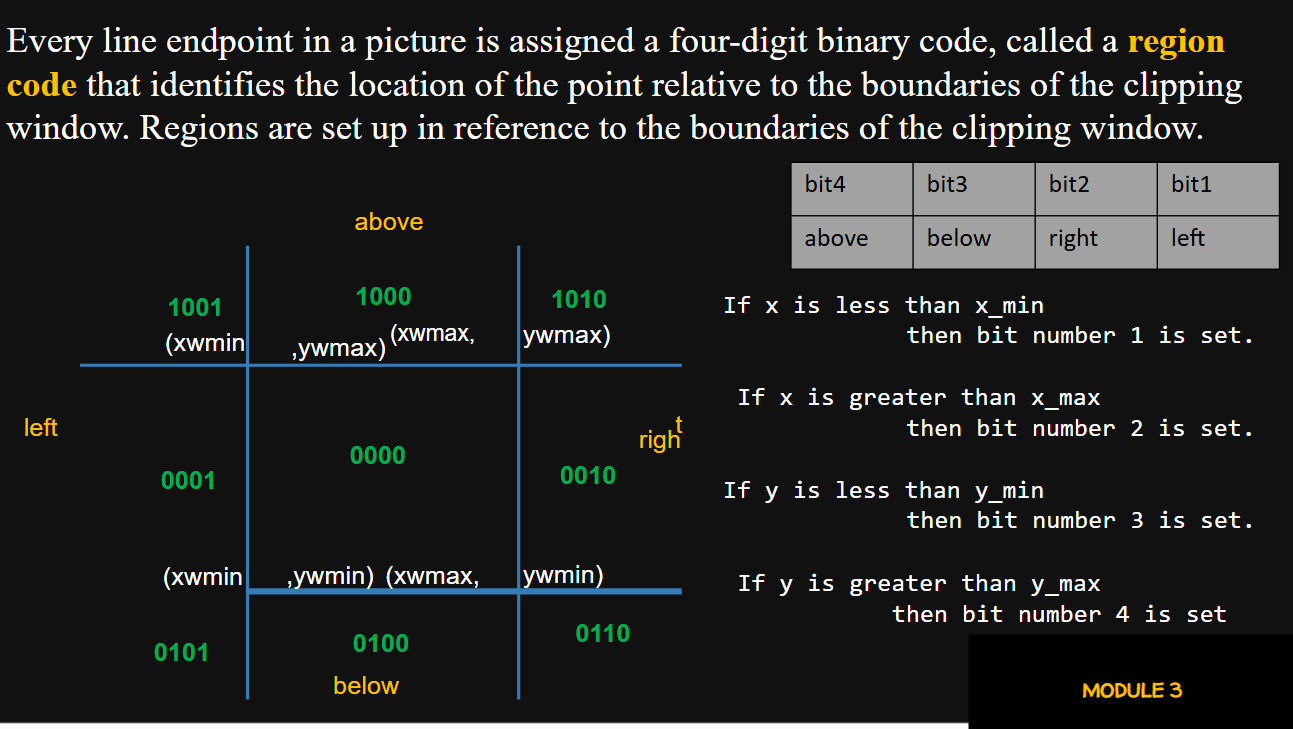 Every line endpoint in a picture is assigned a four-digit binary code, called a region
code that identifies the location of the point relative to the boundaries of the clipping
window. Regions are set up in reference to the boundaries of the clipping window.
bit4 bit3 bit2 bit1
above below right left
above
1001 1000 1010
(xwmin ,ywmax) (xwmax, ywmax)
left
right
0001 0000 0010
(xwmin ,ywmin) (xwmax, ywmin)
0101 0100 0110
below
If x is less than x_min
then bit number 1 is set.
If x is greater than x_max
then bit number 2 is set.
If y is less than y_min
then bit number 3 is set.
If y is greater than y_max
then bit number 4 is set
MODULE 3